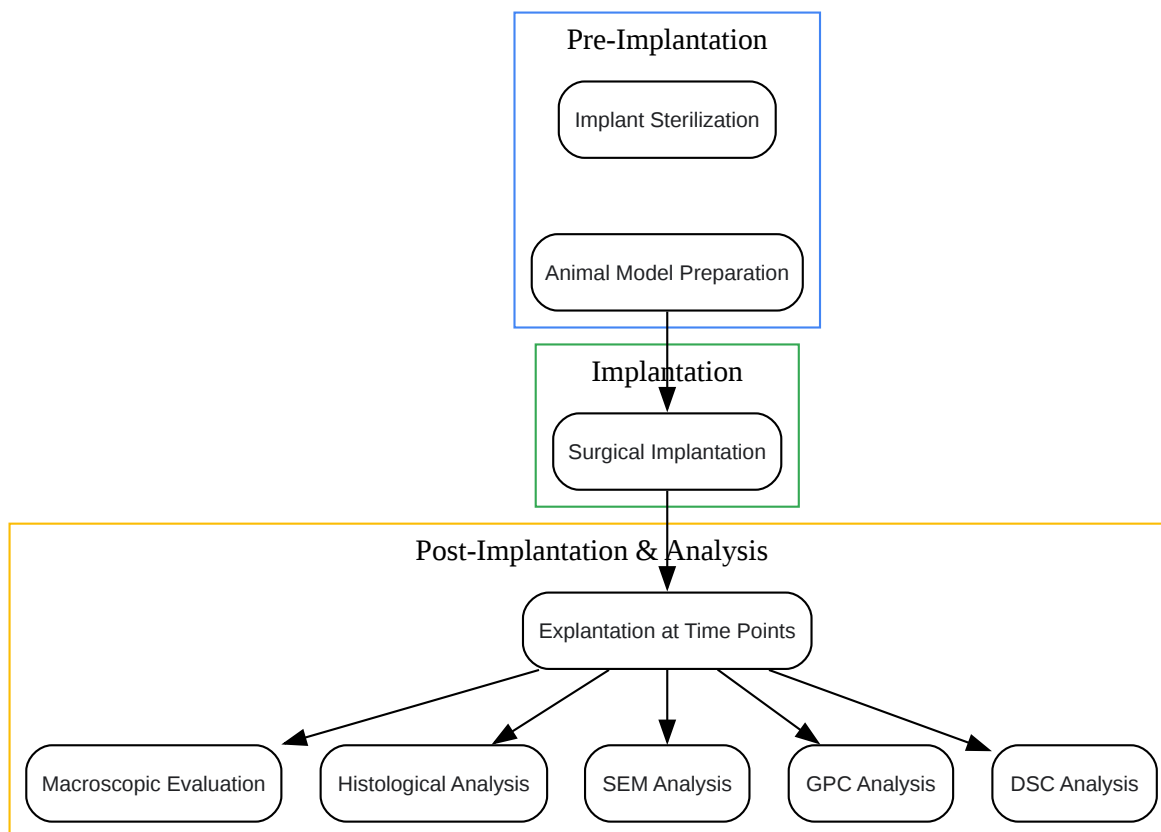 Pre-Implantation
Implant Sterilization
Animal Model Preparation
Implantation
Surgical Implantation
Post-Implantation & Analysis
Explantation at Time Points
Macroscopic Evaluation
Histological Analysis
SEM Analysis
GPC Analysis
DSC Analysis